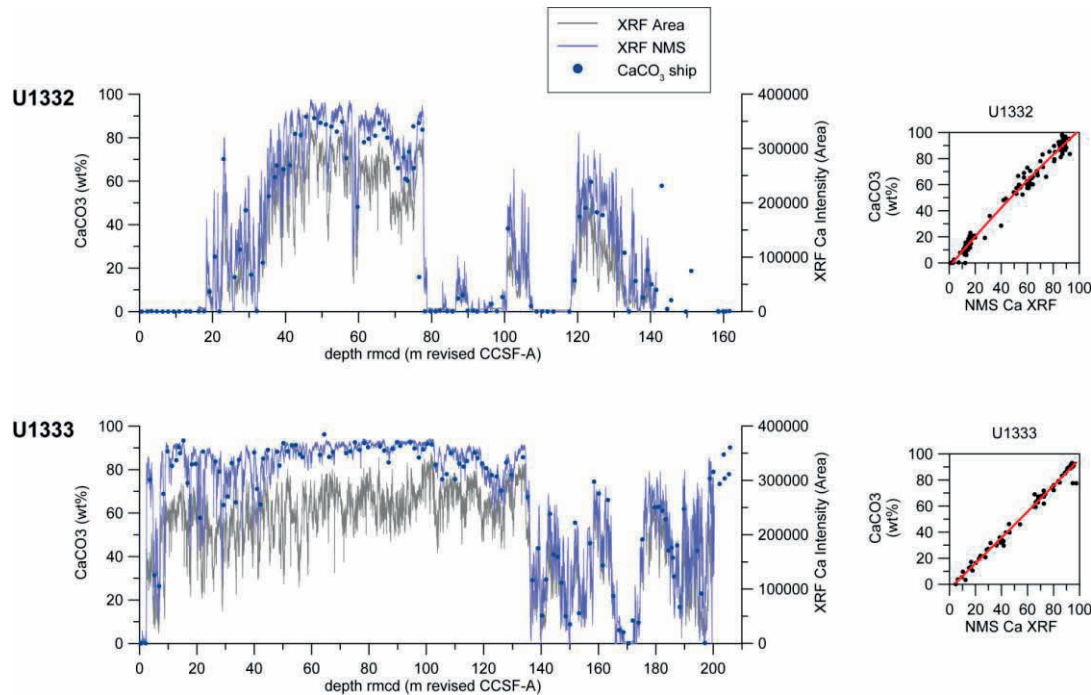 XRF Area
XRF NMS
CaCO3 ship
U1332
100
80
60
40
20
0
CaCO3 (wt%)
400000
300000
200000
100000
0
XRF Ca Intensity (Area)
0 20 40 60 80 100 120 140 160
depth rmcd (m revised CCSF-A)
U1332
100
80
60
40
20
0
CaCO3
(wt%)
0 20 40 60 80 100
NMS Ca XRF
U1333
100
80
60
40
20
0
CaCO3 (wt%)
400000
300000
200000
100000
0
XRF Ca Intensity (Area)
0 20 40 60 80 100 120 140 160 180 200
depth rmcd (m revised CCSF-A)
U1333
100
80
60
40
20
0
CaCO3
(wt%)
0 20 40 60 80 100
NMS Ca XRF